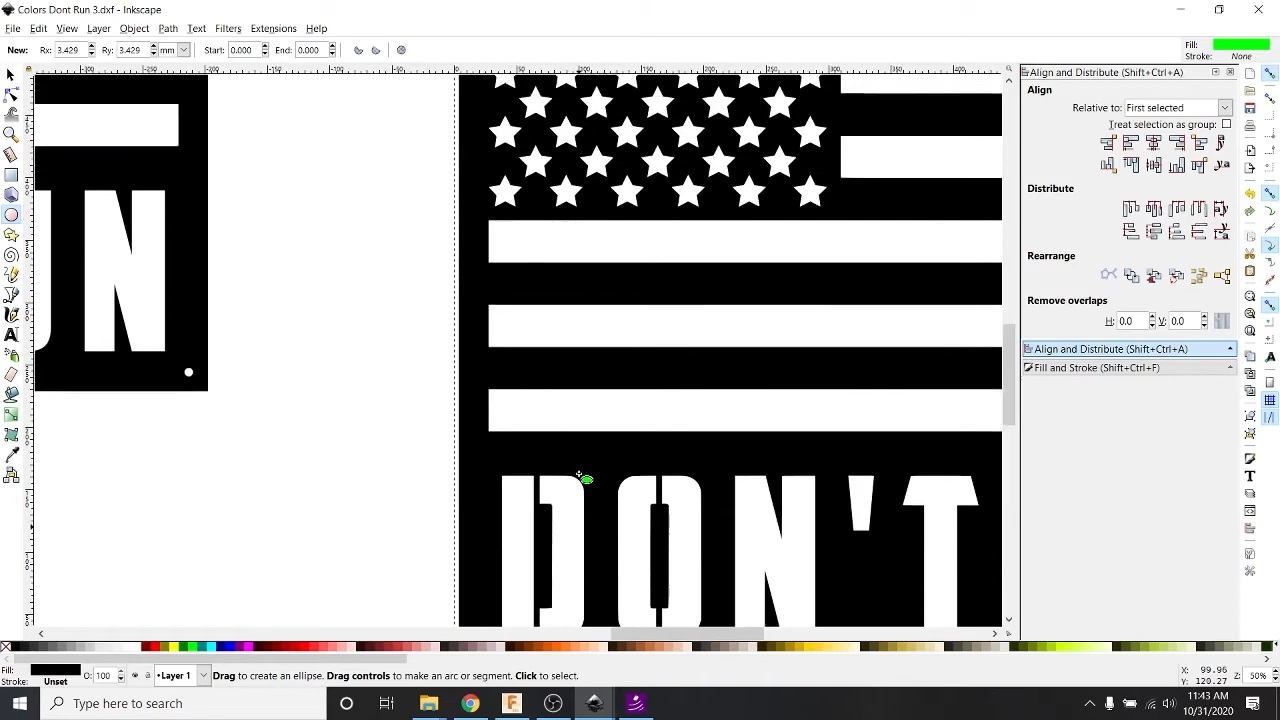 Colors Dont Run 3.dxf - Inkscape
File Edit View Layer Object Path Text Filters Extensions Help
New: Rx: 3.429 Ry: 3.429 mm Start: 0.000 End: 0.000
Fill:
Stroke: None
Align and Distribute (Shift+Ctrl+A)
Align
Relative to: First selected
Treat selection as group:
Distribute
Rearrange
Remove overlaps
H: 0.0 V: 0.0
Align and Distribute (Shift+Ctrl+A)
Fill and Stroke (Shift+Ctrl+F)
UN
DON'T
Fill:
Stroke: Unset
O: 100
•Layer 1
Drag to create an ellipse. Drag controls to make an arc or segment. Click to select.
X: 99.96
Y: 120.27
Z: 50%
Type here to search
11:43 AM
10/31/2020